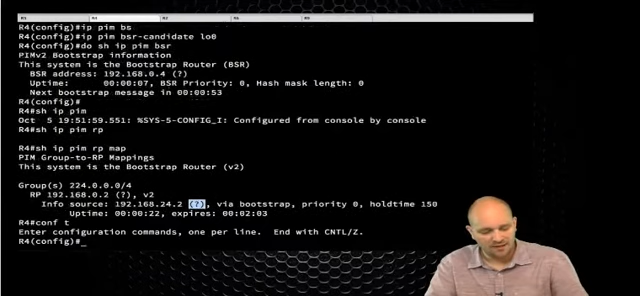 R3
R4
R2
R6
R5
R4(config)#ip pim bs
R4(config)#ip pim bsr-candidate lo0
R4(config)#do sh ip pim bsr
PIMv2 Bootstrap information
This system is the Bootstrap Router (BSR)
BSR address: 192.168.0.4 (?)
Uptime: 00:00:07, BSR Priority: 0, Hash mask length: 0
Next bootstrap message in 00:00:53
R4(config)#
R4#sh ip pim
Oct 5 19:51:59.551: %SYS-5-CONFIG_I: Configured from console by console
R4#sh ip pim rp
R4#sh ip pim rp map
PIM Group-to-RP Mappings
This system is the Bootstrap Router (v2)
Group(s) 224.0.0.0/4
RP 192.168.0.2 (?), v2
Info source: 192.168.24.2 (?), via bootstrap, priority 0, holdtime 150
Uptime: 00:00:22, expires: 00:02:03
R4#conf t
Enter configuration commands, one per line. End with CNTL/Z.
R4(config)#_